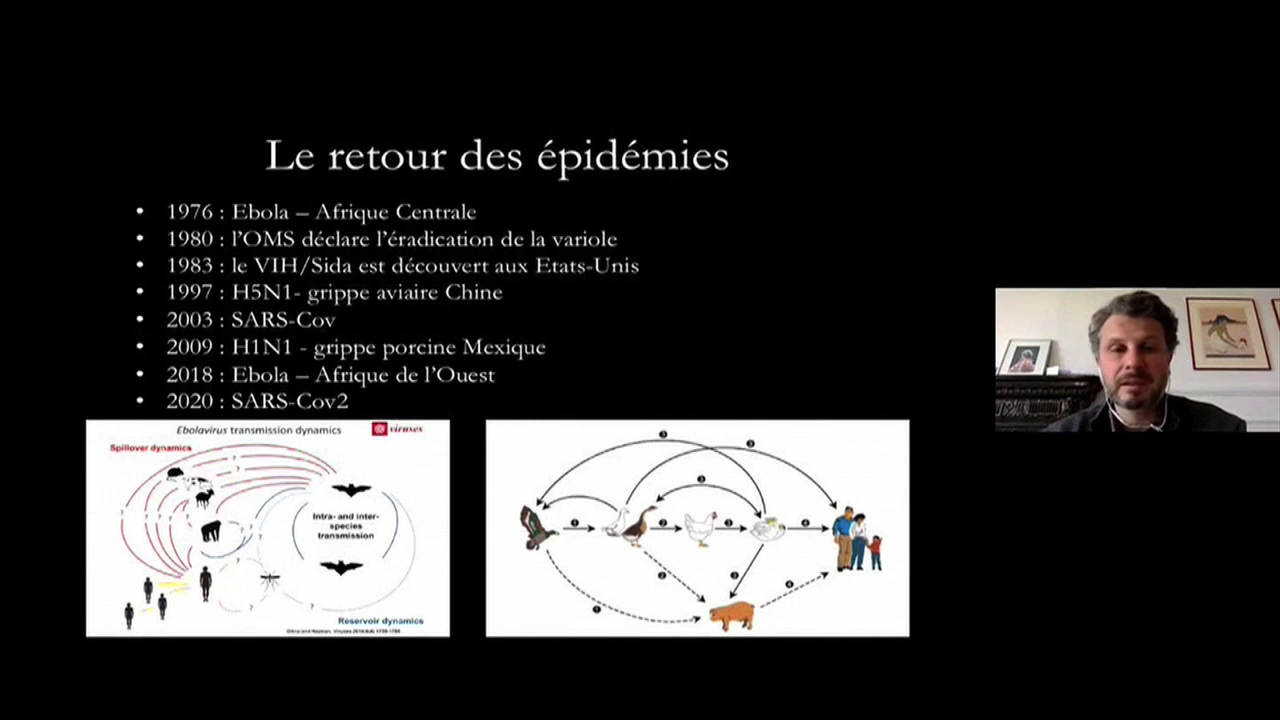 Le retour des épidémies
• 1976 : Ebola – Afrique Centrale
• 1980 : l'OMS déclare l'éradication de la variole
• 1983 : le VIH/Sida est découvert aux Etats-Unis
• 1997 : H5N1- grippe aviaire Chine
• 2003 : SARS-Cov
• 2009 : H1N1 - grippe porcine Mexique
• 2018 : Ebola – Afrique de l'Ouest
• 2020 : SARS-Cov2
Ebolavirus transmission dynamics
viruses
Spillover dynamics
Intra- and inter-
species
transmission
Reservoir dynamics